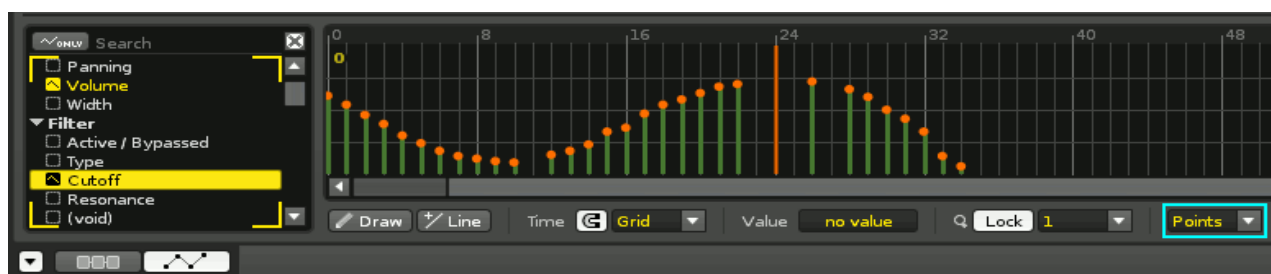 ONLY Search
Panning
Volume
Width
Filter
Active / Bypassed
Type
Cutoff
Resonance
(void)
0 8 16 24 32 40 48
0
Draw +/ Line Time Grid Value no value Lock 1 Points